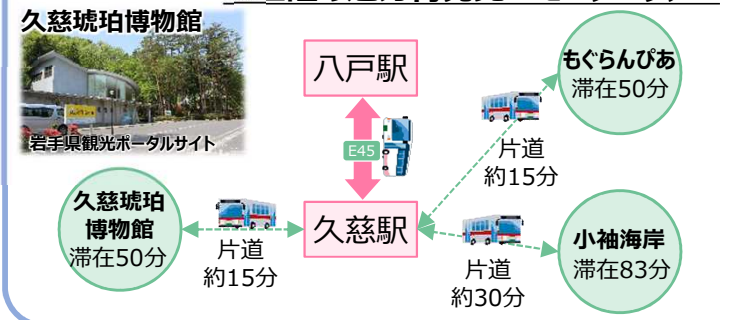 久慈琥珀博物館
岩手県観光ポータルサイト
八戸駅
E45
久慈駅
もぐらんぴあ
滞在50分
片道
約15分
久慈琥珀
博物館
滞在50分
片道
約15分
小袖海岸
滞在83分
片道
約30分